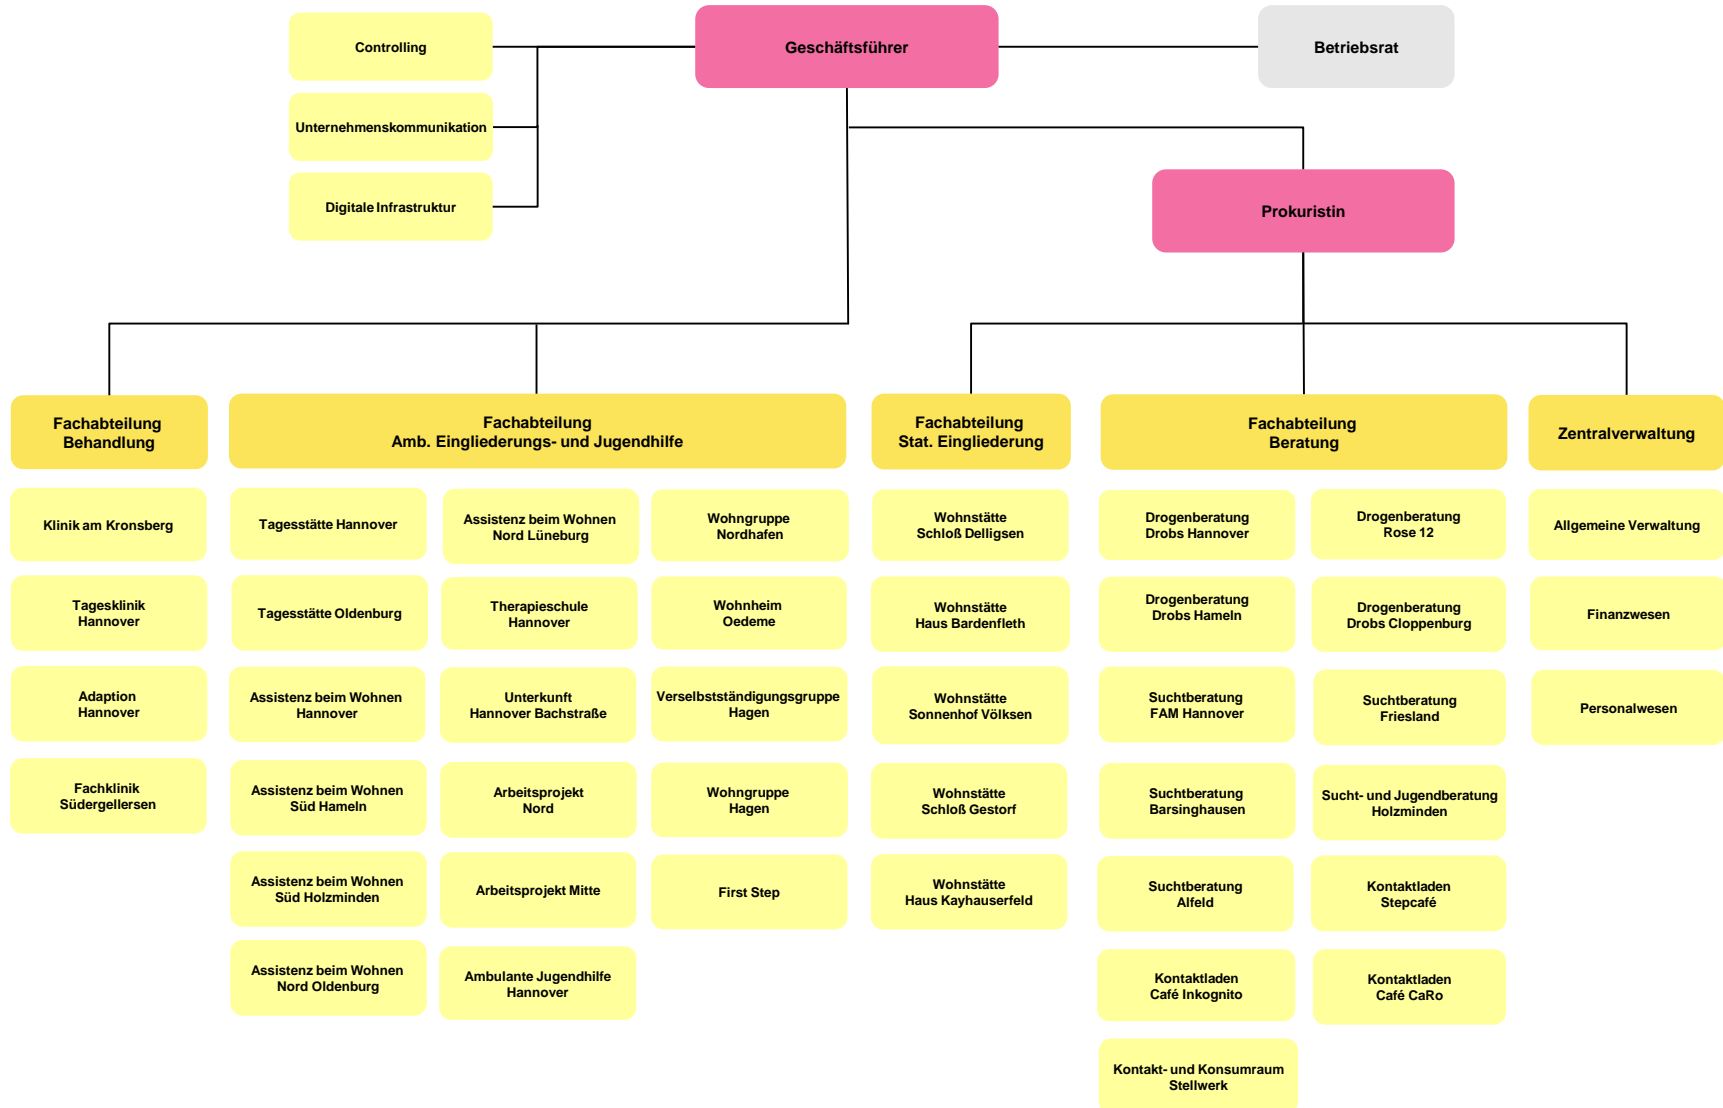 Controlling
Geschäftsführer
Betriebsrat
Unternehmenskommunikation
Digitale Infrastruktur
Prokuristin
Fachabteilung
Behandlung
Klinik am Kronsberg
Tagesklinik
Hannover
Adaption
Hannover
Fachklinik
Südergellersen
Fachabteilung
Amb. Eingliederungs- und Jugendhilfe
Tagesstätte Hannover
Tagesstätte Oldenburg
Assistenz beim Wohnen
Hannover
Assistenz beim Wohnen
Süd Hameln
Assistenz beim Wohnen
Süd Holzminden
Assistenz beim Wohnen
Nord Oldenburg
Assistenz beim Wohnen
Nord Lüneburg
Therapieschule
Hannover
Unterkunft
Hannover Bachstraße
Arbeitsprojekt
Nord
Arbeitsprojekt Mitte
Ambulante Jugendhilfe
Hannover
Wohngruppe
Nordhafen
Wohnheim
Oedeme
Verselbstständigungsgruppe
Hagen
Wohngruppe
Hagen
First Step
Fachabteilung
Stat. Eingliederung
Wohnstätte
Schloß Delligsen
Wohnstätte
Haus Bardenfleth
Wohnstätte
Sonnenhof Völksen
Wohnstätte
Schloß Gestorf
Wohnstätte
Haus Kayhauserfeld
Fachabteilung
Beratung
Drogenberatung
Drobs Hannover
Drogenberatung
Drobs Hameln
Suchtberatung
FAM Hannover
Suchtberatung
Barsinghausen
Suchtberatung
Alfeld
Kontaktladen
Café Inkognito
Kontakt- und Konsumraum
Stellwerk
Drogenberatung
Rose 12
Drogenberatung
Drobs Cloppenburg
Suchtberatung
Friesland
Sucht- und Jugendberatung
Holzminden
Kontaktladen
Stepcafé
Kontaktladen
Café CaRo
Zentralverwaltung
Allgemeine Verwaltung
Finanzwesen
Personalwesen